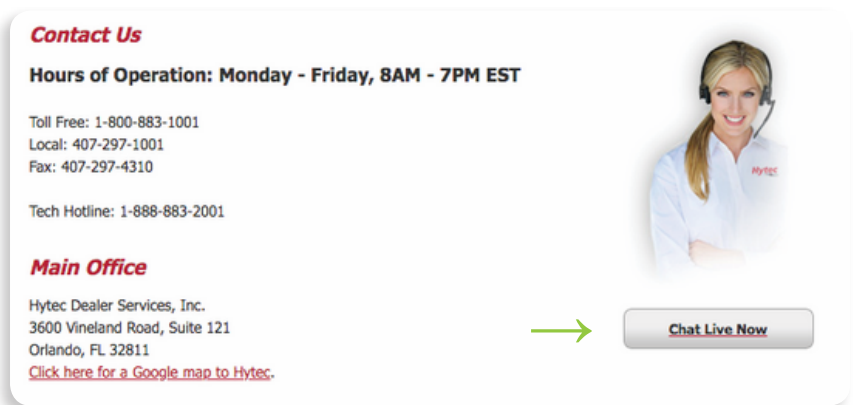 Contact Us
Hours of Operation: Monday - Friday, 8AM - 7PM EST
Toll Free: 1-800-883-1001
Local: 407-297-1001
Fax: 407-297-4310
Tech Hotline: 1-888-883-2001
Hytec
Main Office
Hytec Dealer Services, Inc.
3600 Vineland Road, Suite 121
Orlando, FL 32811
Click here for a Google map to Hytec.
Chat Live Now